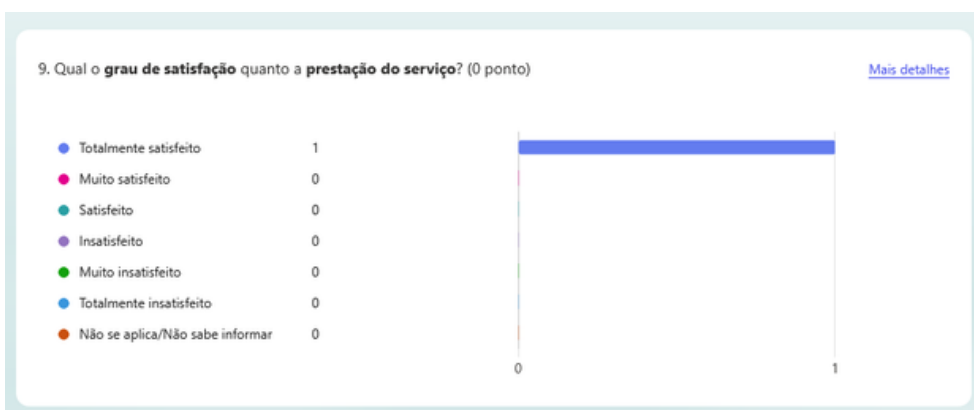 9. Qual o grau de satisfação quanto a prestação do serviço? (0 ponto)
Mais detalhes
Totalmente satisfeito 1
Muito satisfeito 0
Satisfeito 0
Insatisfeito 0
Muito insatisfeito 0
Totalmente insatisfeito 0
Não se aplica/Não sabe informar 0
0 1